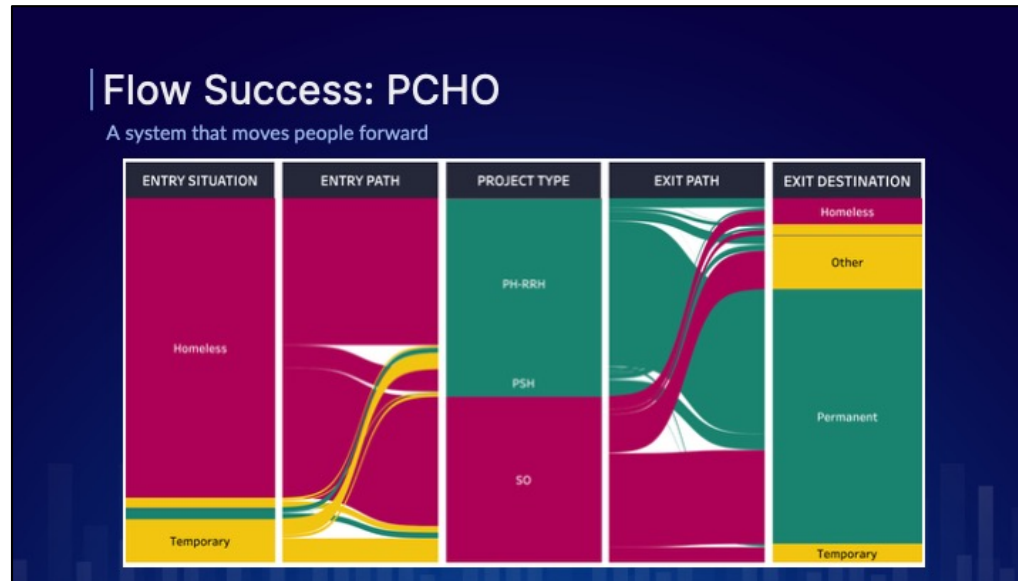 Flow Success: PCHO
A system that moves people forward
ENTRY SITUATION
ENTRY PATH
PROJECT TYPE
EXIT PATH
EXIT DESTINATION
Homeless
Other
PH-RRH
Homeless
PSH
Permanent
SO
Temporary
Temporary